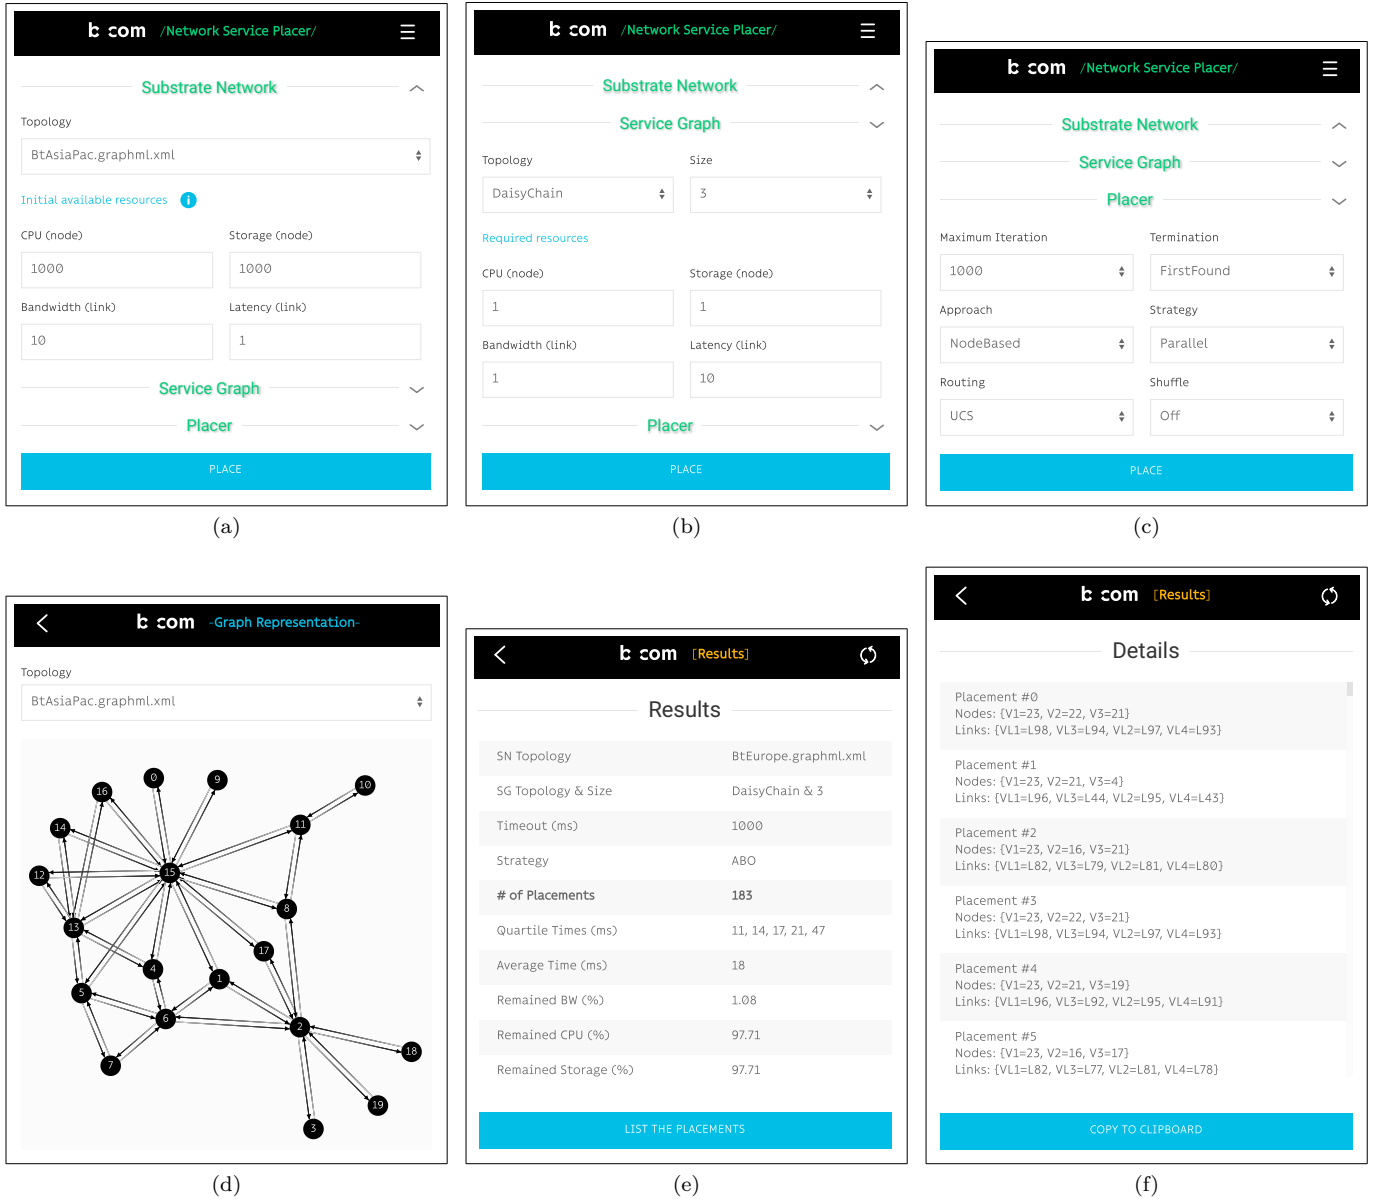 b com /Network Service Placer/
Substrate Network
Topology
BtAsiaPac.graphml.xml
Initial available resources i
CPU (node) Storage (node)
1000 1000
Bandwidth (link) Latency (link)
10 1
Service Graph
Placer
PLACE
(a)
b com /Network Service Placer/
Substrate Network
Service Graph
Topology Size
DaisyChain 3
Required resources
CPU (node) Storage (node)
1 1
Bandwidth (link) Latency (link)
1 10
Placer
PLACE
(b)
b com /Network Service Placer/
Substrate Network
Service Graph
Placer
Maximum Iteration Termination
1000 FirstFound
Approach Strategy
NodeBased Parallel
Routing Shuffle
UCS Off
PLACE
(c)
b com -Graph Representation-
Topology
BtAsiaPac.graphml.xml
0 9
16 10
14 11
12 15
13 8
4 17
5 1
6 2
7 18
19
3
(d)
b com [Results]
Results
SN Topology BtEurope.graphml.xml
SG Topology & Size DaisyChain & 3
Timeout (ms) 1000
Strategy ABO
# of Placements 183
Quartile Times (ms) 11, 14, 17, 21, 47
Average Time (ms) 18
Remained BW (%) 1.08
Remained CPU (%) 97.71
Remained Storage (%) 97.71
LIST THE PLACEMENTS
(e)
b com [Results]
Details
Placement #0
Nodes: {V1=23, V2=22, V3=21}
Links: {VL1=L98, VL3=L94, VL2=L97, VL4=L93}
Placement #1
Nodes: {V1=23, V2=21, V3=4}
Links: {VL1=L96, VL3=L44, VL2=L95, VL4=L43}
Placement #2
Nodes: {V1=23, V2=16, V3=21}
Links: {VL1=L82, VL3=L79, VL2=L81, VL4=L80}
Placement #3
Nodes: {V1=23, V2=22, V3=21}
Links: {VL1=L98, VL3=L94, VL2=L97, VL4=L93}
Placement #4
Nodes: {V1=23, V2=21, V3=19}
Links: {VL1=L96, VL3=L92, VL2=L95, VL4=L91}
Placement #5
Nodes: {V1=23, V2=16, V3=17}
Links: {VL1=L82, VL3=L77, VL2=L81, VL4=L78}
COPY TO CLIPBOARD
(f)